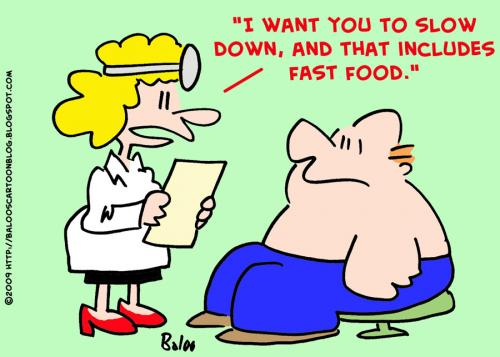 "I WANT YOU TO SLOW
DOWN, AND THAT INCLUDES
FAST FOOD."
©2009 HTTP://BALOOSCARTOONBLOG.BLOGSPOT.COM
Baloo